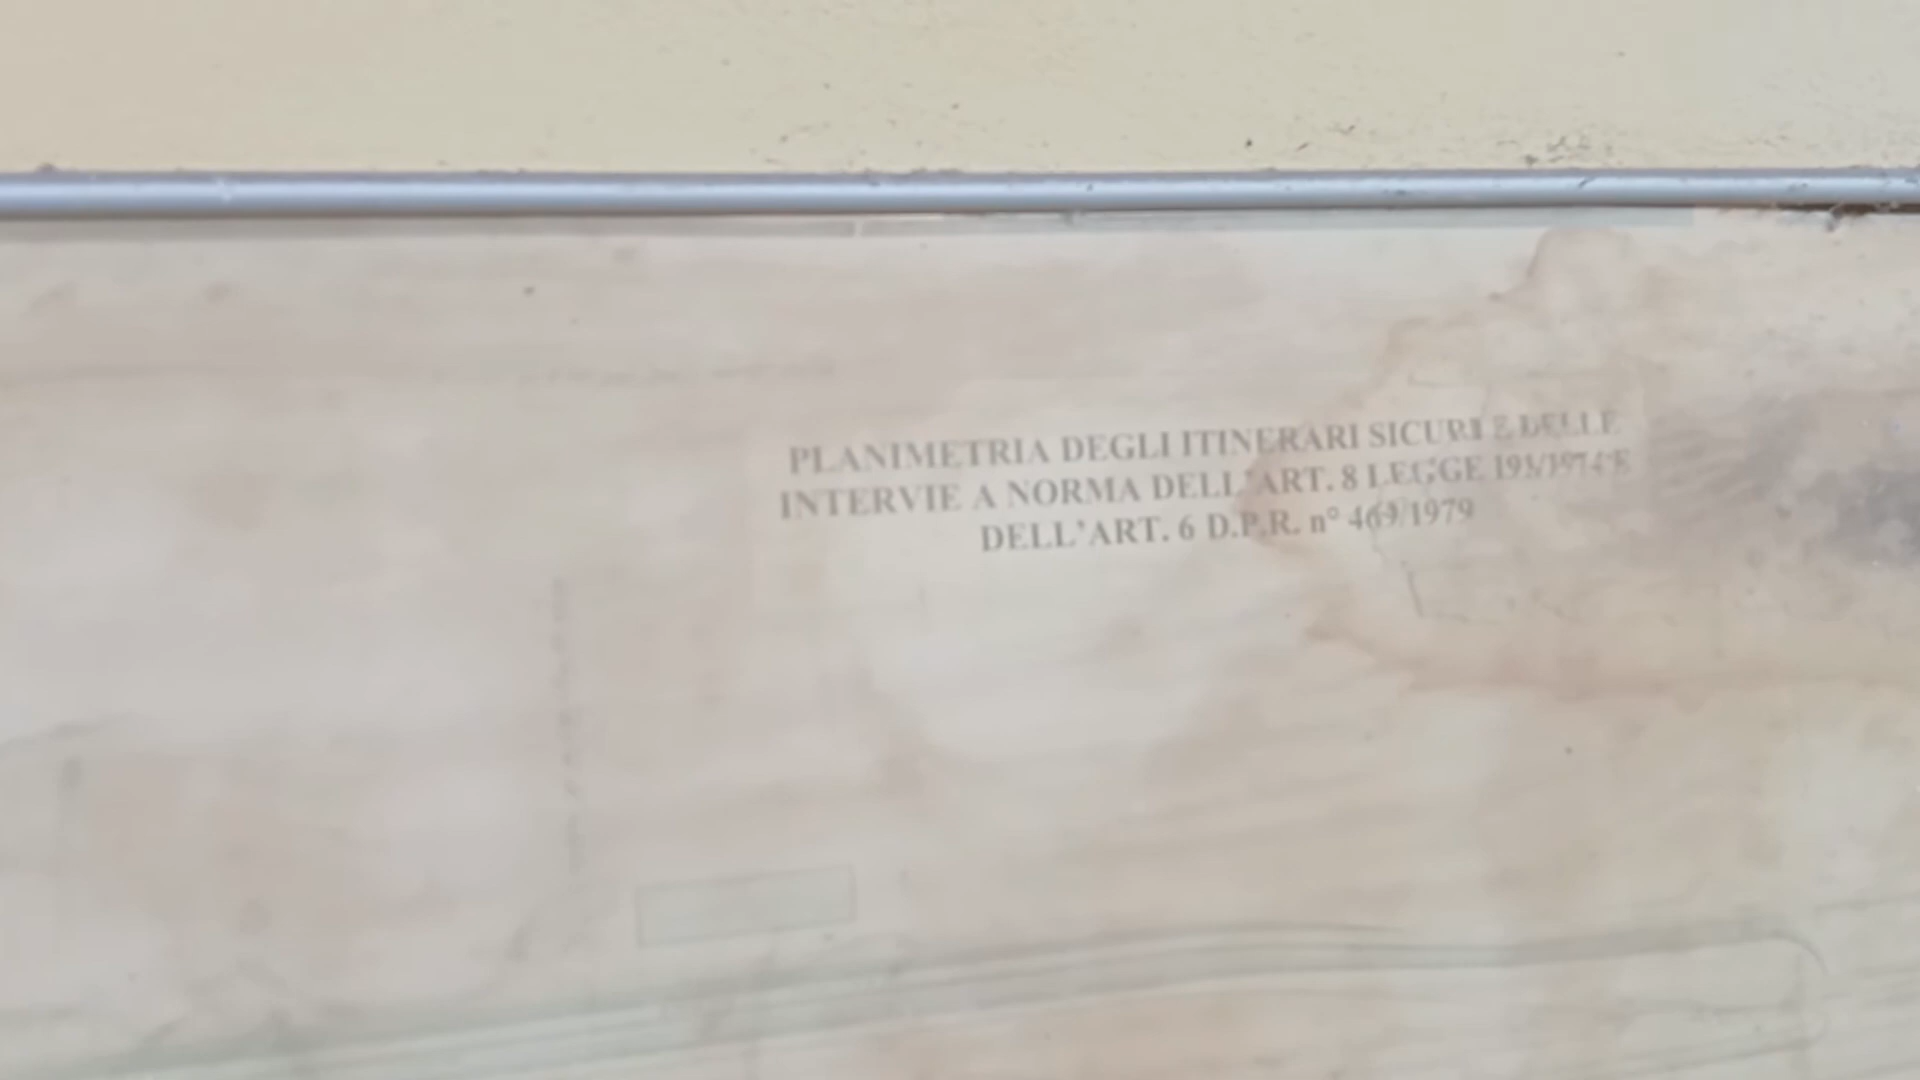 PLANIMETRIA DEGLI ITINERARI SICURI E DELLE
INTERVIE A NORMA DELL'ART. 8 LEGGE 191/1974 E
DELL'ART. 6 D.P.R. n° 469/1979